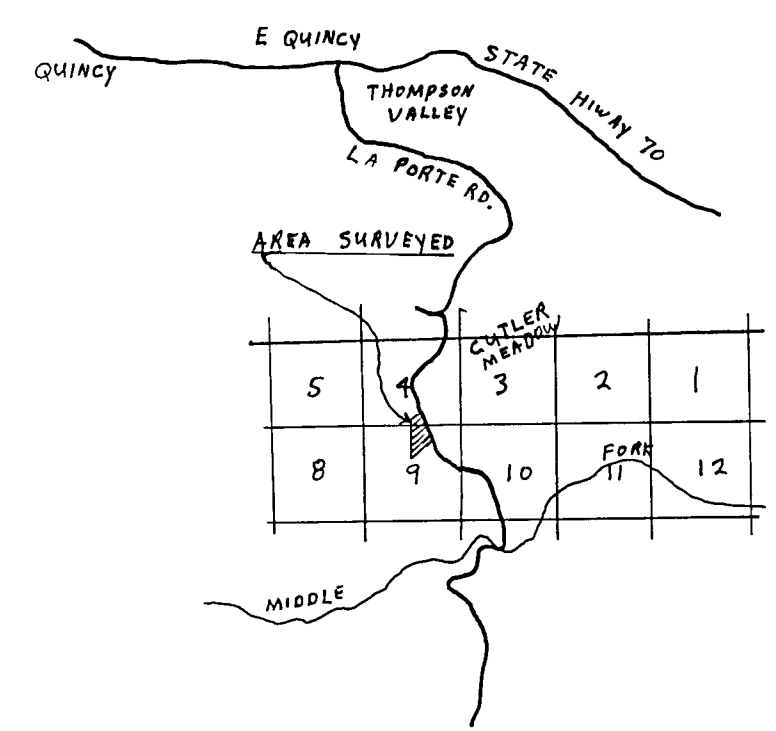 E QUINCY
QUINCY
STATE HIWAY 70
THOMPSON
VALLEY
LA PORTE RD.
AREA SURVEYED
CUTLER
MEADOW
5
4
3
2
1
8
9
10
11
12
FORK
MIDDLE